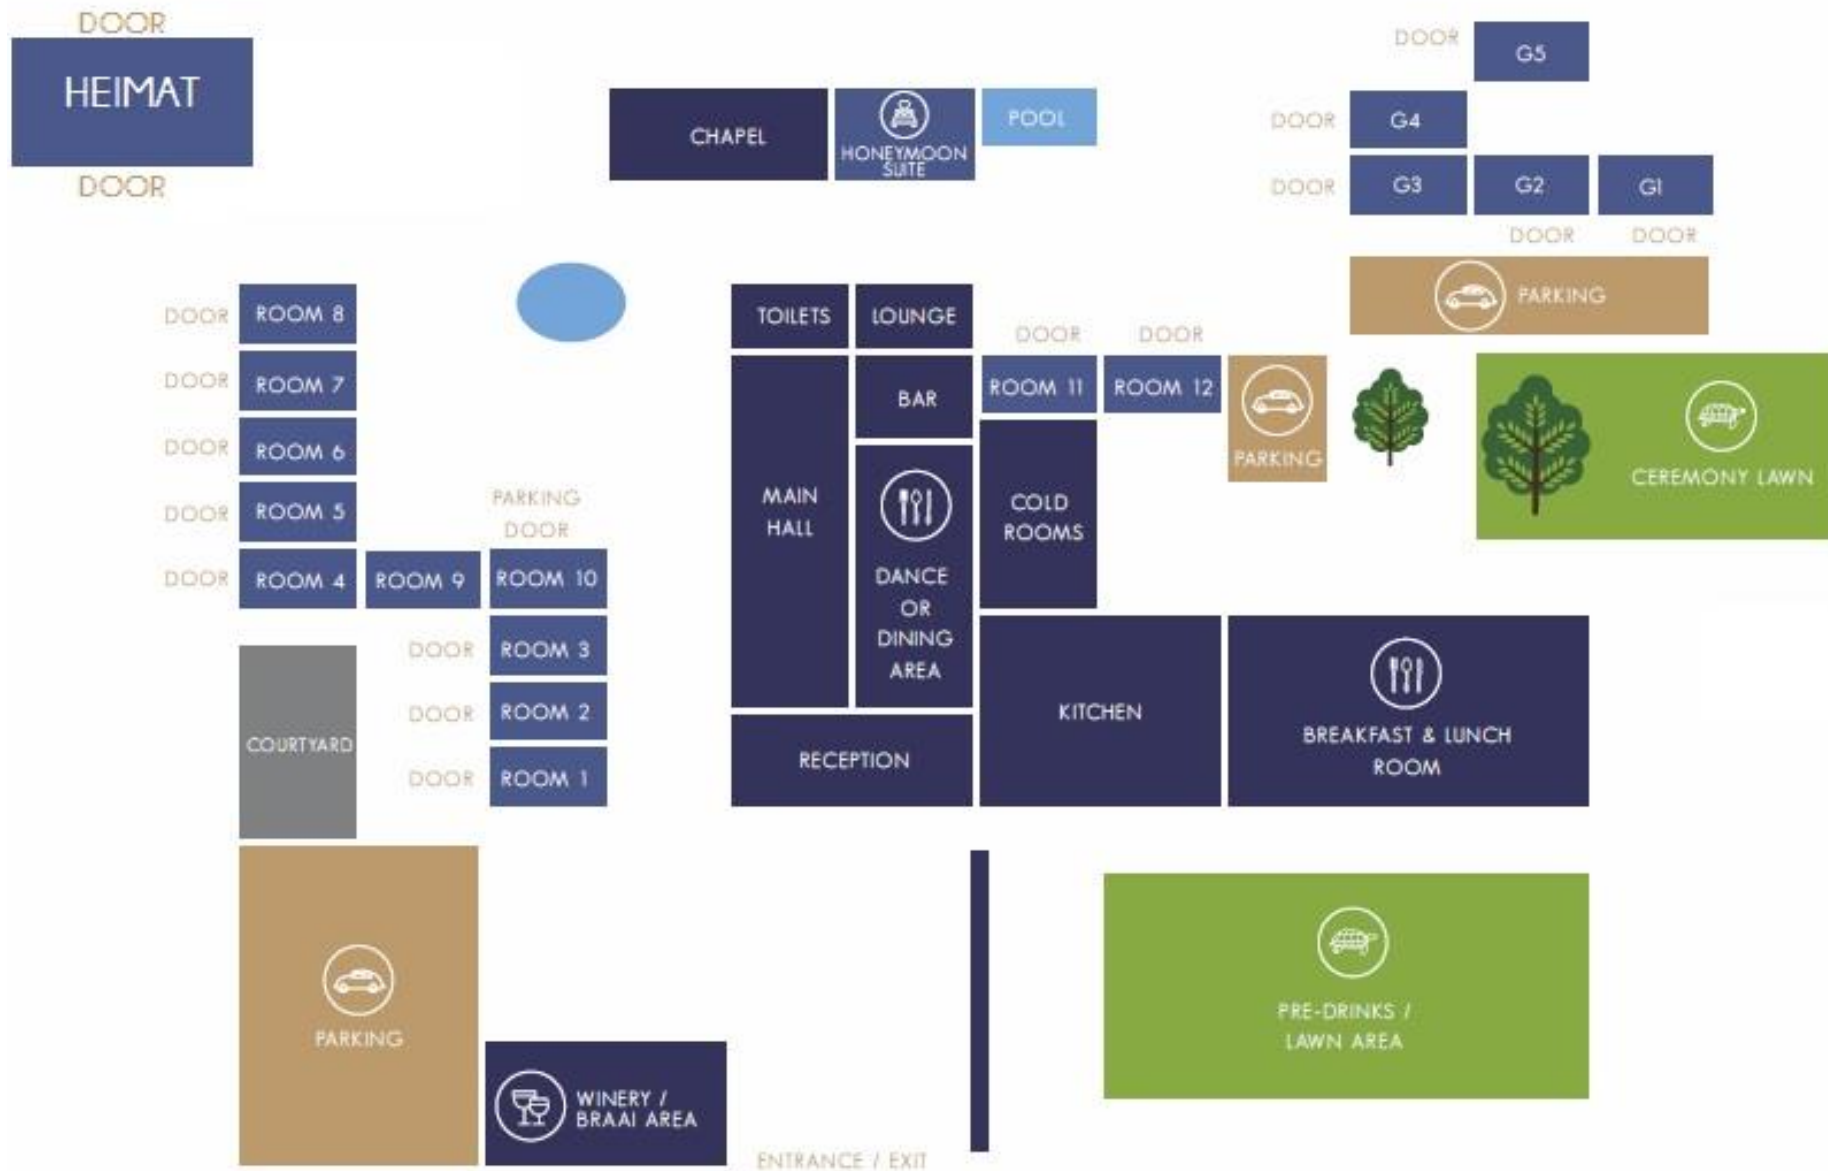 DOOR
HEIMAT
DOOR
CHAPEL
HONEYMOON
SUITE
POOL
DOOR
G5
DOOR
G4
DOOR
G3
G2
G1
DOOR
DOOR
PARKING
DOOR
ROOM 8
DOOR
ROOM 7
DOOR
ROOM 6
DOOR
ROOM 5
DOOR
ROOM 4
ROOM 9
PARKING
DOOR
ROOM 10
DOOR
ROOM 3
DOOR
ROOM 2
DOOR
ROOM 1
COURTYARD
TOILETS
LOUNGE
BAR
MAIN
HALL
DANCE
OR
DINING
AREA
RECEPTION
DOOR
DOOR
ROOM 11
ROOM 12
PARKING
COLD
ROOMS
KITCHEN
CEREMONY LAWN
BREAKFAST & LUNCH
ROOM
PARKING
WINERY /
BRAAI AREA
ENTRANCE / EXIT
PRE-DRINKS /
LAWN AREA